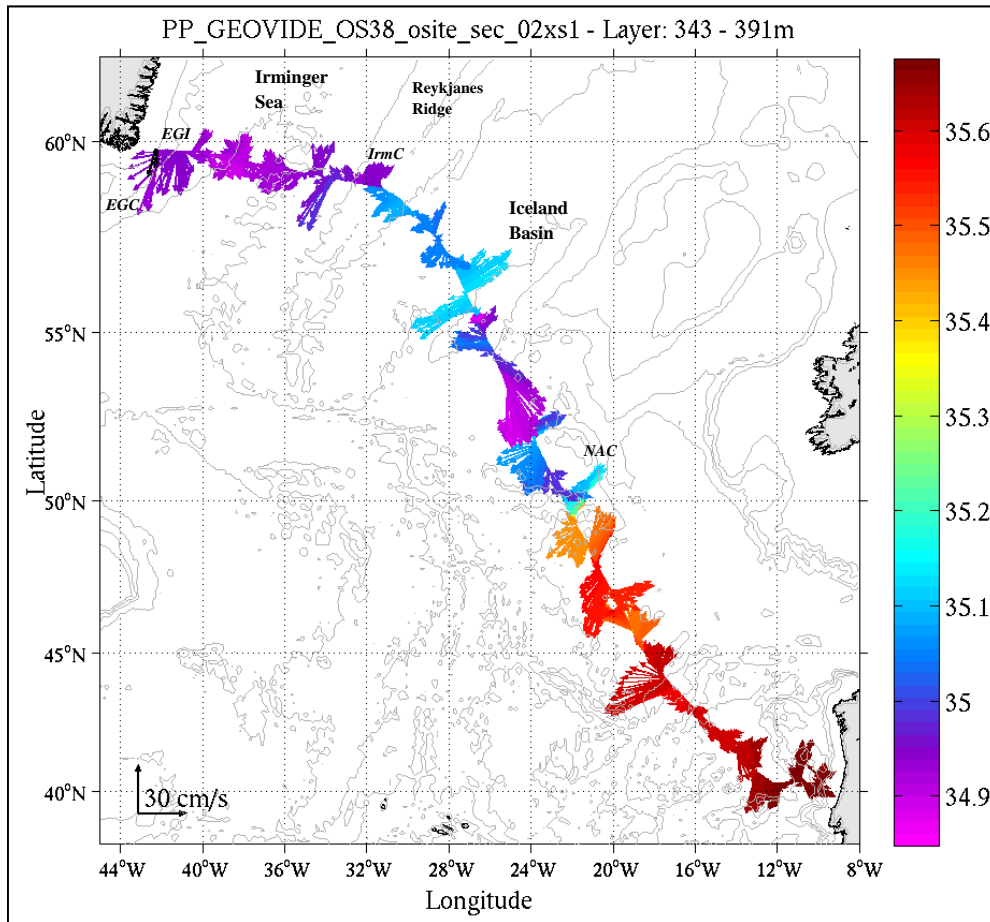 PP_GEOVIDE_OS38_osite_sec_02xs1 - Layer: 343 - 391m
Irminger
Sea
Reykjanes
Ridge
EGI
IrmC
EGC
Iceland
Basin
NAC
30 cm/s
60°N
55°N
50°N
45°N
40°N
Latitude
44°W 40°W 36°W 32°W 28°W 24°W 20°W 16°W 12°W 8°W
Longitude
35.6
35.5
35.4
35.3
35.2
35.1
35
34.9